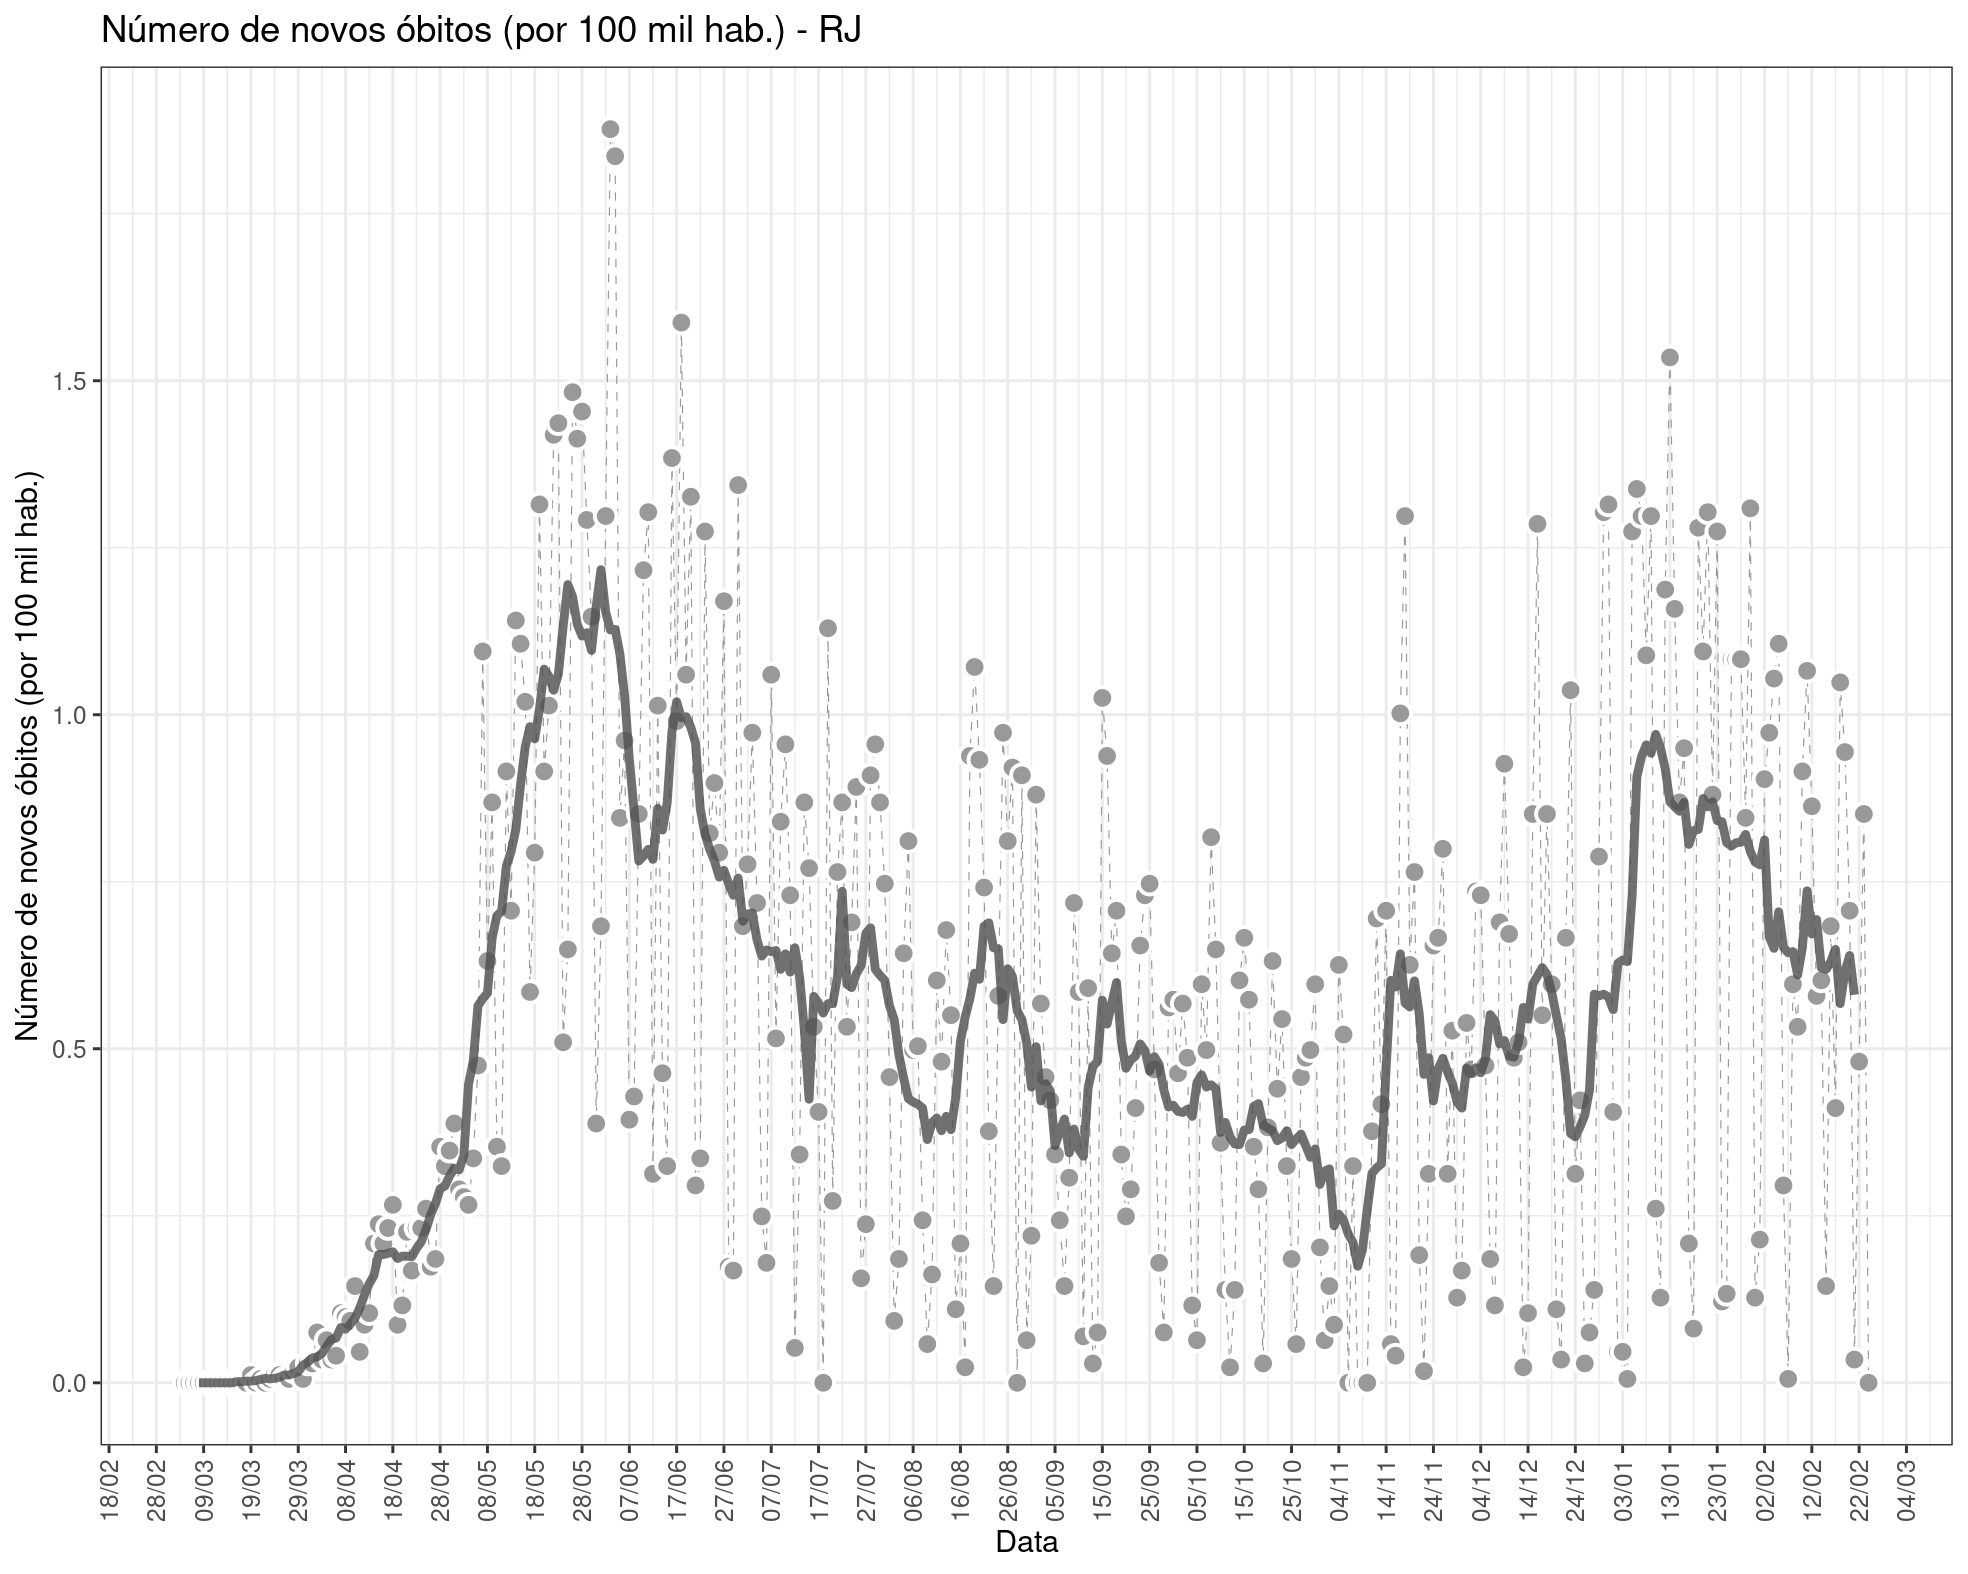 Número de novos óbitos (por 100 mil hab.) - RJ
Número de novos óbitos (por 100 mil hab.)
1.5
1.0
0.5
0.0
18/02 28/02 09/03 19/03 29/03 08/04 18/04 28/04 08/05 18/05 28/05 07/06 17/06 27/06 07/07 17/07 27/07 06/08 16/08 26/08 05/09 15/09 25/09 05/10 15/10 25/10 04/11 14/11 24/11 04/12 14/12 24/12 03/01 13/01 23/01 02/02 12/02 22/02 04/03
Data